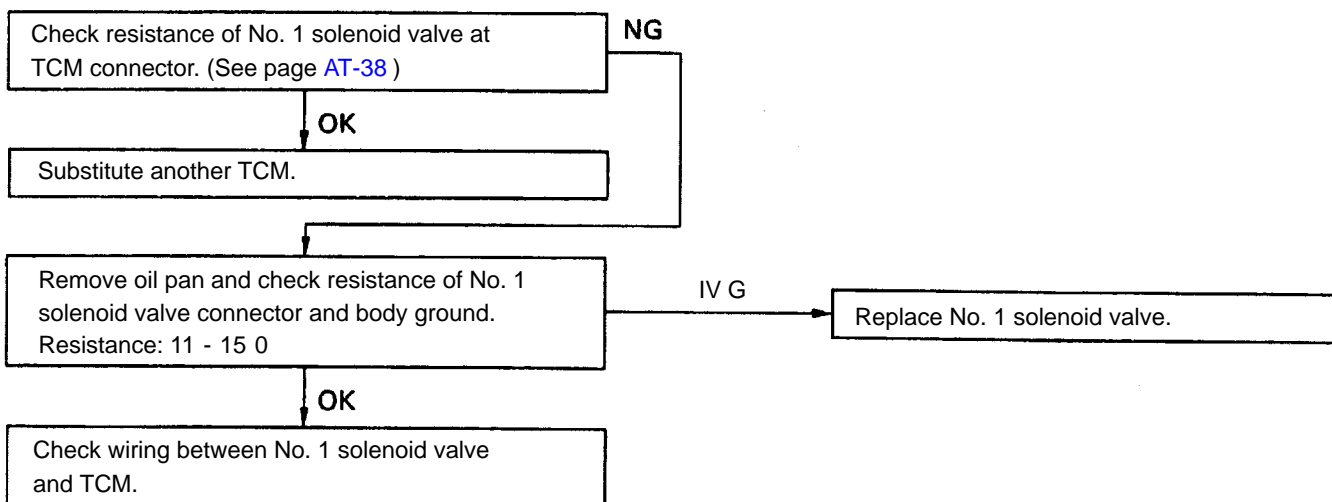 Check resistance of No. 1 solenoid valve at
TCM connector. (See page AT-38 )
NG
OK
Substitute another TCM.
Remove oil pan and check resistance of No. 1
solenoid valve connector and body ground.
Resistance: 11 - 15 0
IV G
Replace No. 1 solenoid valve.
OK
Check wiring between No. 1 solenoid valve
and TCM.